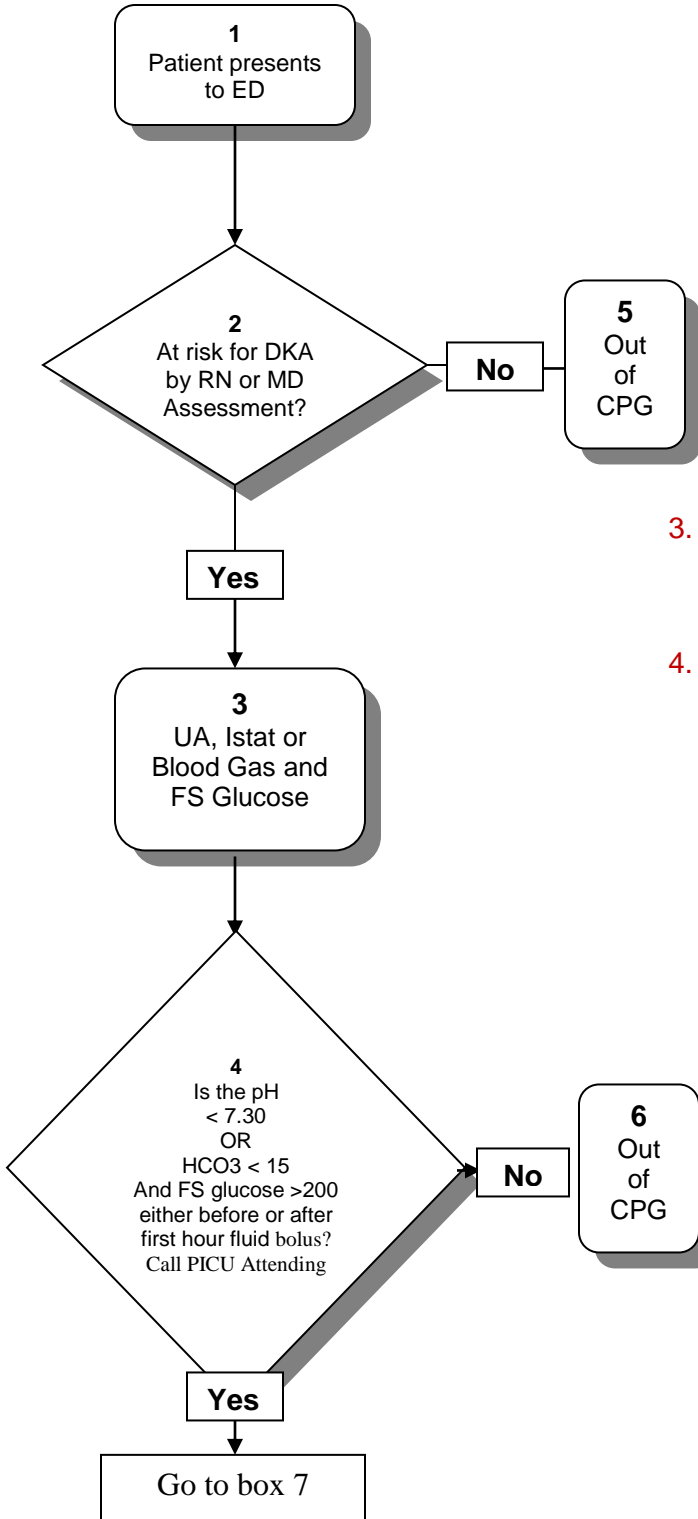 1
Patient presents
to ED
2
At risk for DKA
by RN or MD
Assessment?
No
5
Out
of
CPG
3.
Yes
4.
3
UA, Istat or
Blood Gas and
FS Glucose
4
Is the pH
< 7.30
OR
HCO3 < 15
And FS glucose >200
either before or after
first hour fluid bolus?
Call PICU Attending
No
6
Out
of
CPG
Yes
Go to box 7